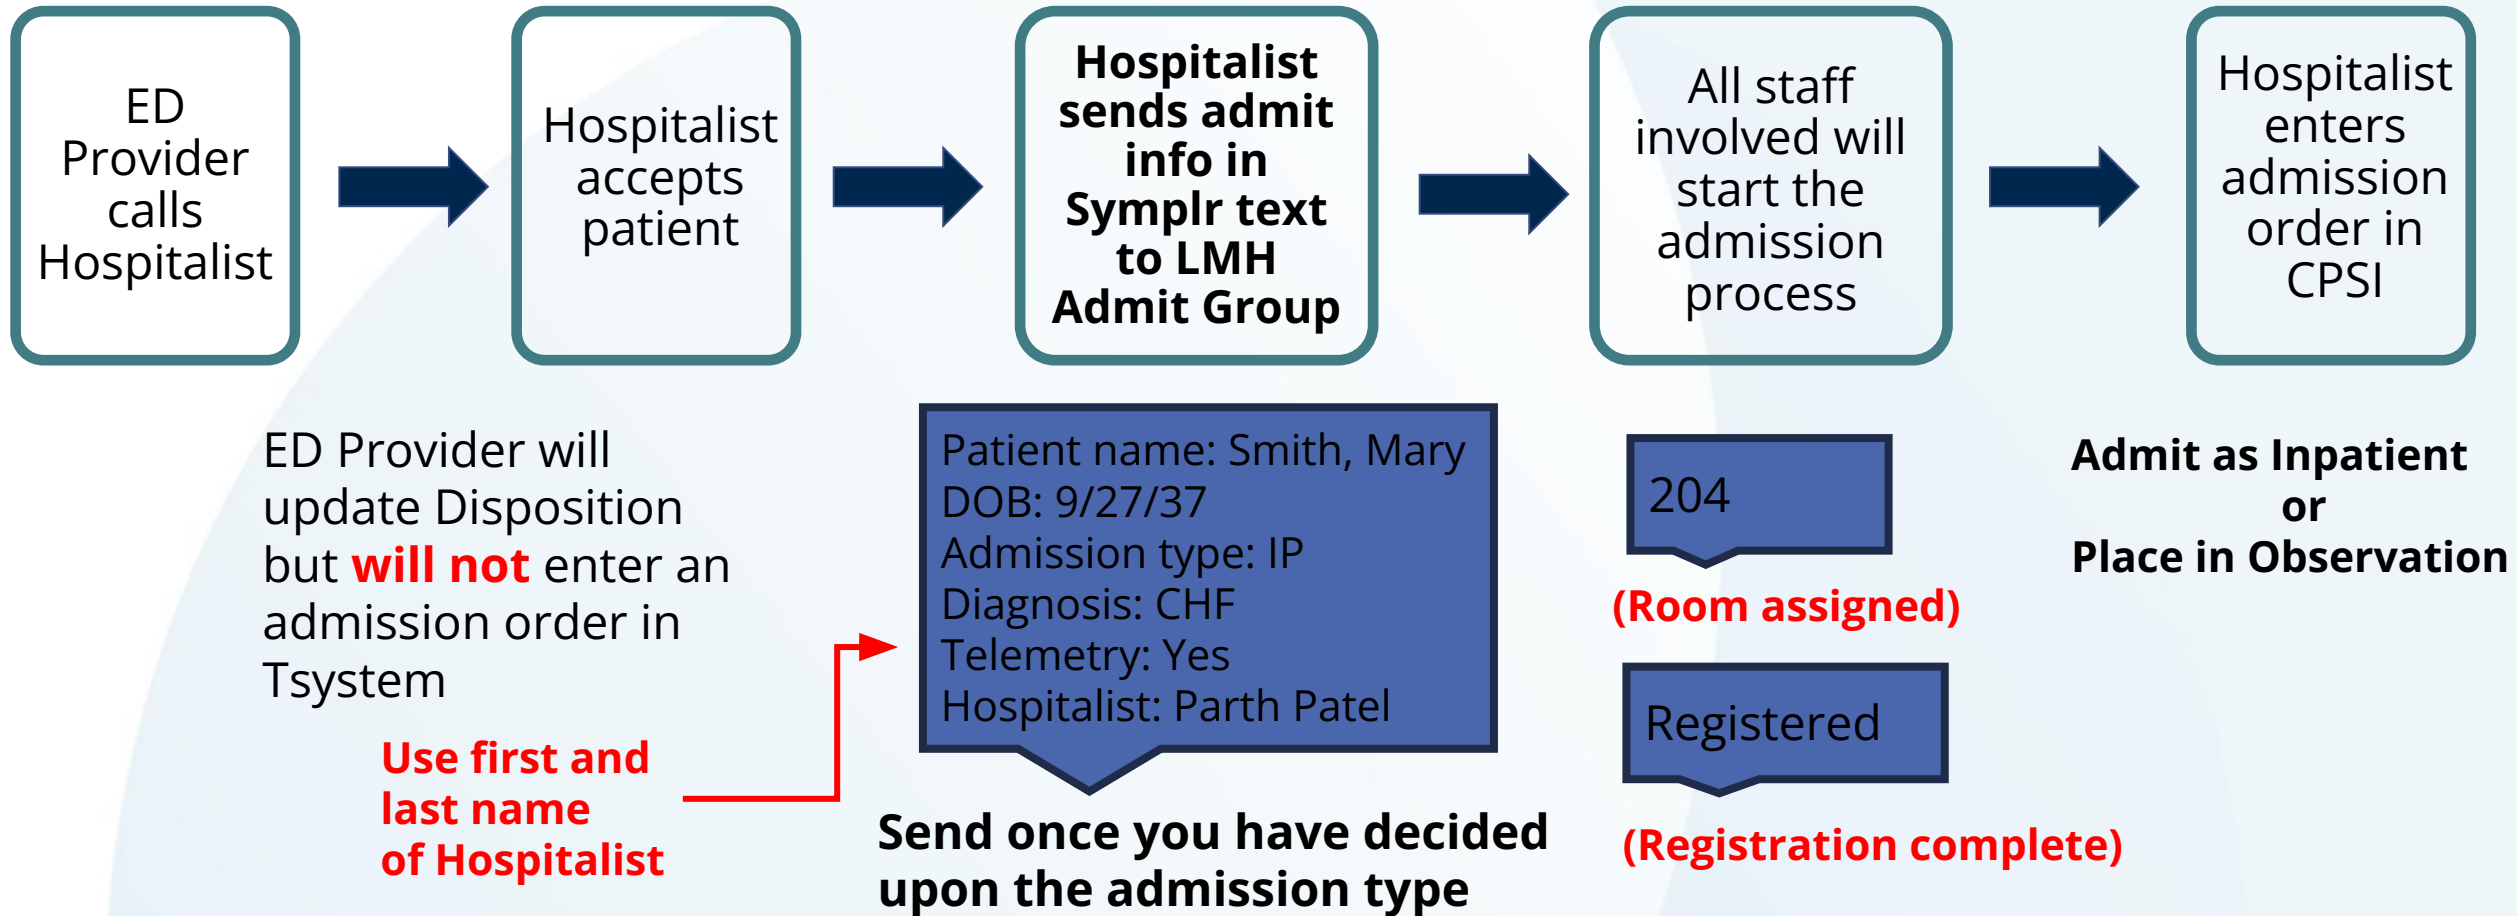 ED
Provider
calls
Hospitalist
Hospitalist
accepts
patient
Hospitalist
sends admit
info in
Symplr text
to LMH
Admit Group
All staff
involved will
start the
admission
process
Hospitalist
enters
admission
order in
CPSI
ED Provider will
update Disposition
but will not enter an
admission order in
Tsystem
Use first and
last name
of Hospitalist
Patient name: Smith, Mary
DOB: 9/27/37
Admission type: IP
Diagnosis: CHF
Telemetry: Yes
Hospitalist: Parth Patel
Send once you have decided
upon the admission type
204
(Room assigned)
Registered
(Registration complete)
Admit as Inpatient
or
Place in Observation